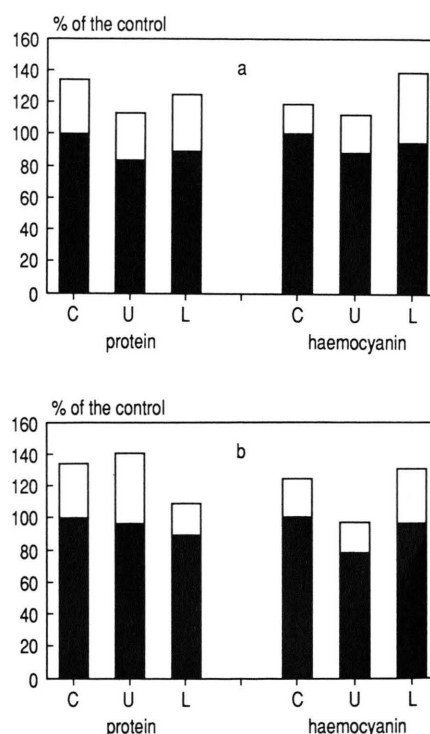 % of the control
160
a
140
120
100
80
60
40
20
0
C U L C U L
protein haemocyanin
% of the control
160
b
140
120
100
80
60
40
20
0
C U L C U L
protein haemocyanin